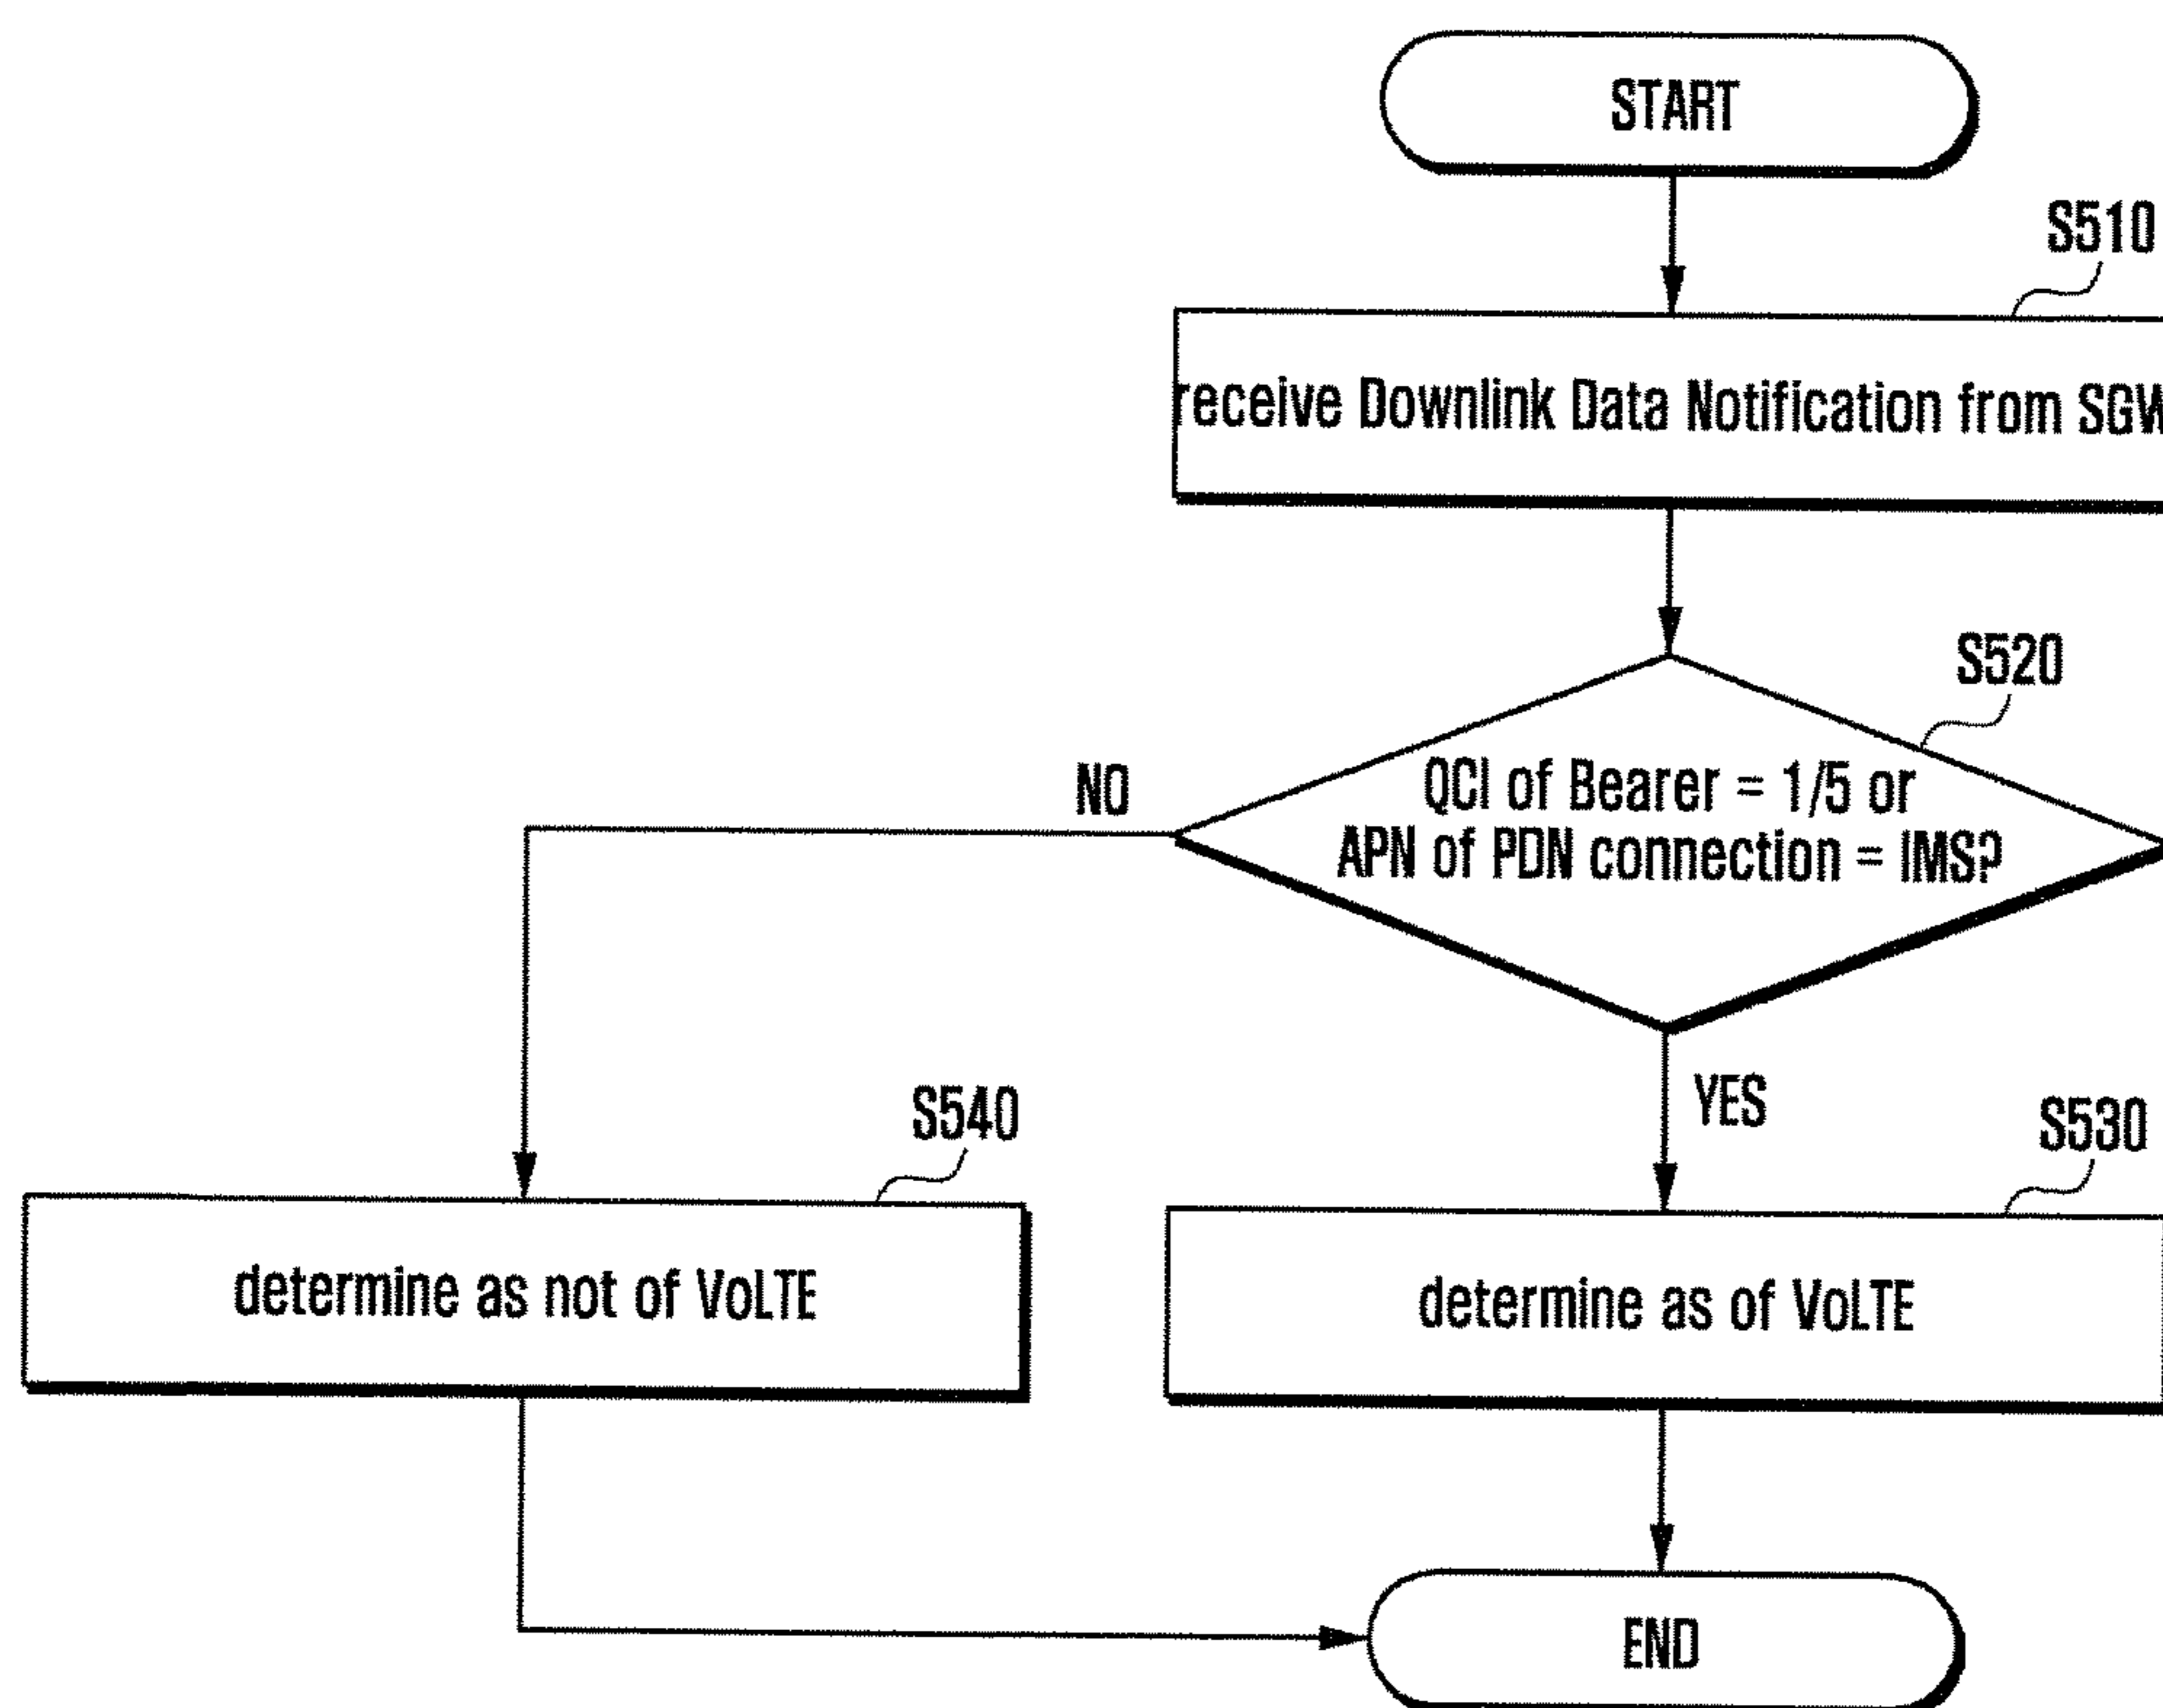 START
S510
receive Downlink Data Notification from SGW
S520
NO
QCI of Bearer = 1/5 or
APN of PDN connection = IMS?
YES
S540
S530
determine as not of VoLTE
determine as of VoLTE
END